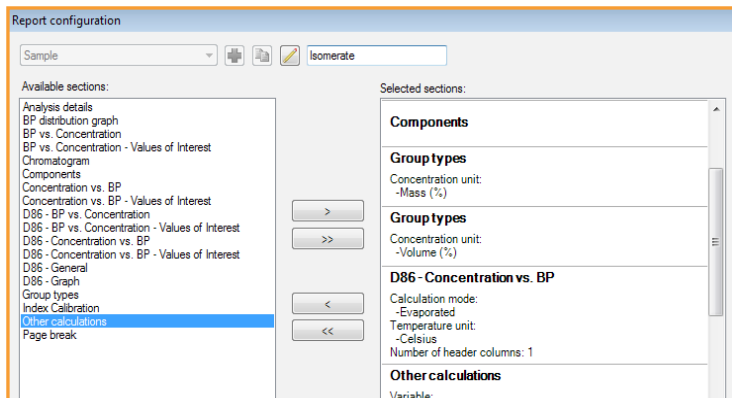 Report configuration
Sample
Isomerate
Available sections:
Analysis details
BP distribution graph
BP vs. Concentration
BP vs. Concentration - Values of Interest
Chromatogram
Components
Concentration vs. BP
Concentration vs. BP - Values of Interest
D86 - BP vs. Concentration
D86 - BP vs. Concentration - Values of Interest
D86 - Concentration vs. BP
D86 - Concentration vs. BP - Values of Interest
D86 - General
D86 - Graph
Group types
Index Calibration
Other calculations
Page break
>
>>
<
<<
Selected sections:
Components
Group types
Concentration unit:
-Mass (%)
Group types
Concentration unit:
-Volume (%)
D86 - Concentration vs. BP
Calculation mode:
-Evaporated
Temperature unit:
-Celsius
Number of header columns: 1
Other calculations
Variable: